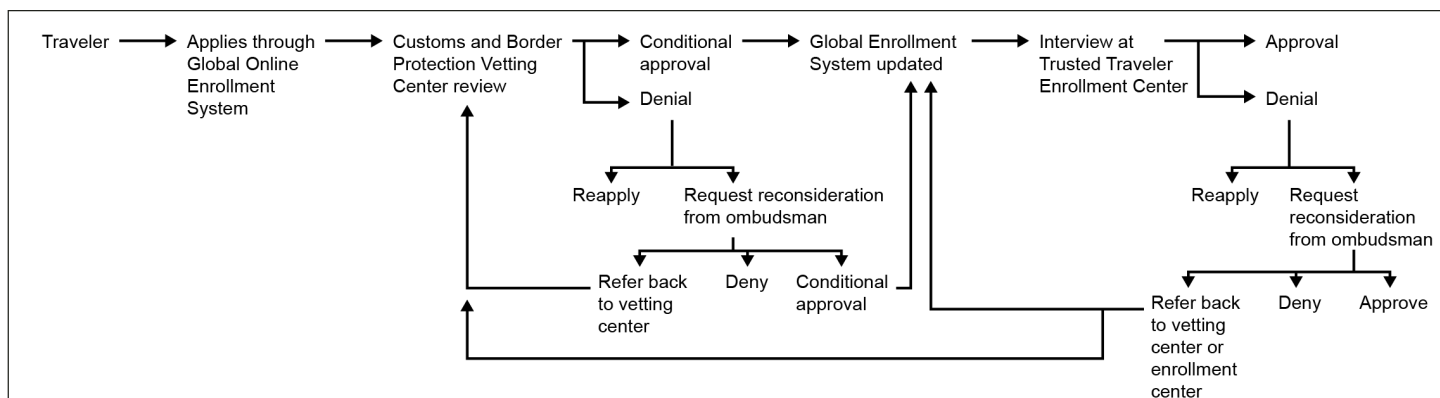 Traveler
Applies through
Global Online
Enrollment
System
Customs and Border
Protection Vetting
Center review
Conditional
approval
Denial
Reapply
Request reconsideration
from ombudsman
Refer back
to vetting
center
Deny
Conditional
approval
Global Enrollment
System updated
Interview at
Trusted Traveler
Enrollment Center
Approval
Denial
Reapply
Request
reconsideration
from ombudsman
Refer back
to vetting
center or
enrollment
center
Deny
Approve